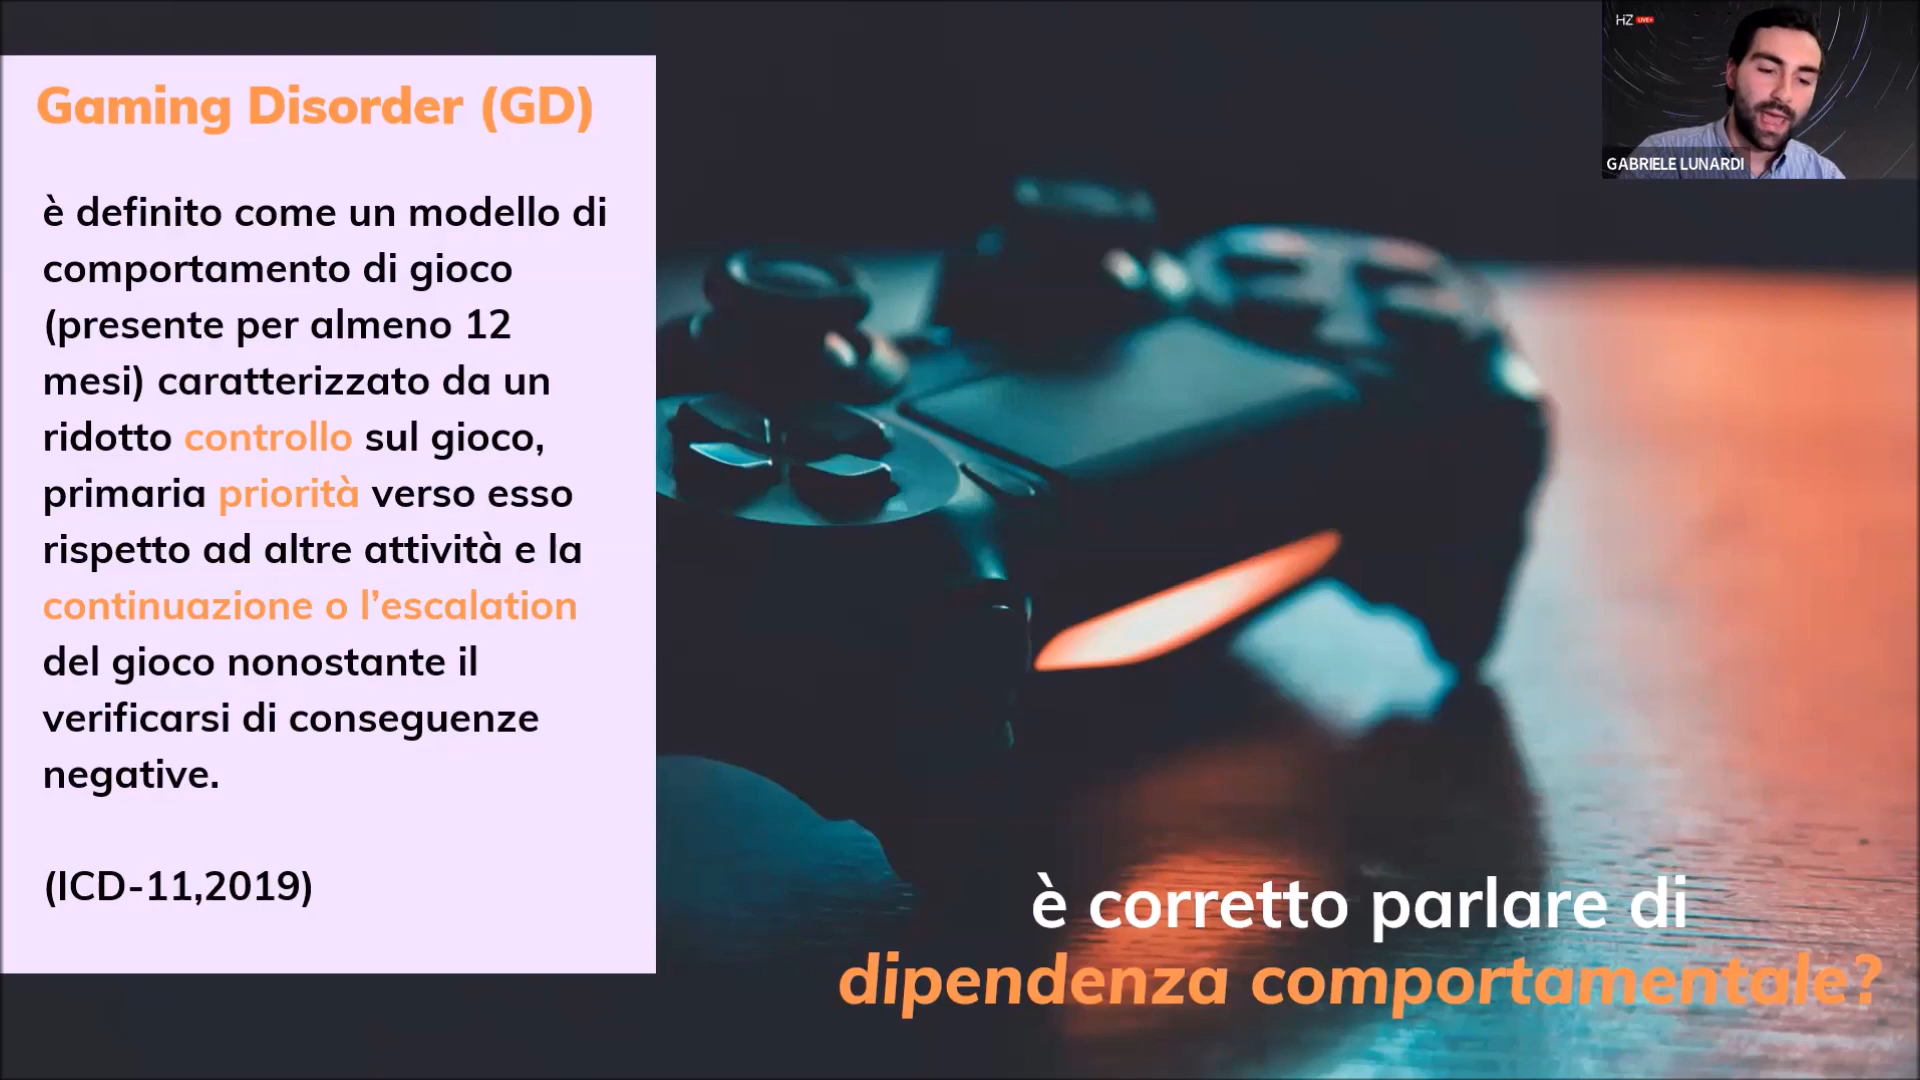 Gaming Disorder (GD)
è definito come un modello di
comportamento di gioco
(presente per almeno 12
mesi) caratterizzato da un
ridotto controllo sul gioco,
primaria priorità verso esso
rispetto ad altre attività e la
continuazione o l’escalation
del gioco nonostante il
verificarsi di conseguenze
negative.
(ICD-11,2019)
è corretto parlare di
dipendenza comportamentale?
HZ LIVE+
GABRIELE LUNARDI